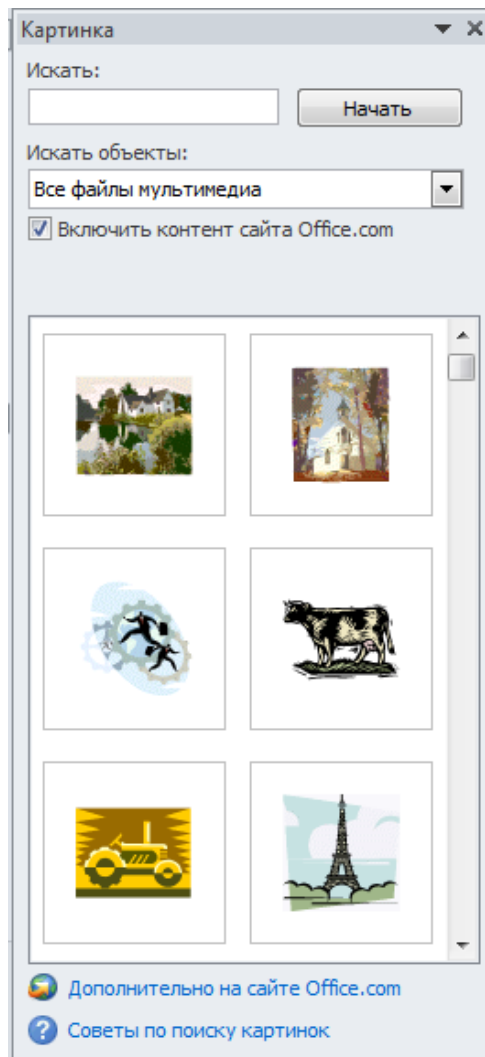 Картинка
Искать:
Начать
Искать объекты:
Все файлы мультимедиа
Включить контент сайта Office.com
Дополнительно на сайте Office.com
Советы по поиску картинок